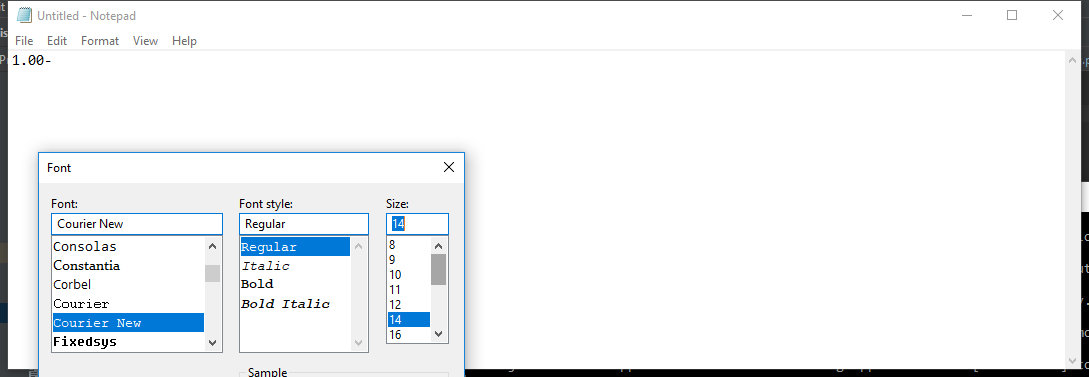 Untitled - Notepad
File Edit Format View Help
1.00-
Font
Font: Font style: Size:
Courier New Regular 14
Consolas
Constantia
Corbel
Courier
Courier New
Fixedsys
Regular
Italic
Bold
Bold Italic
8
9
10
11
12
14
16
Sample